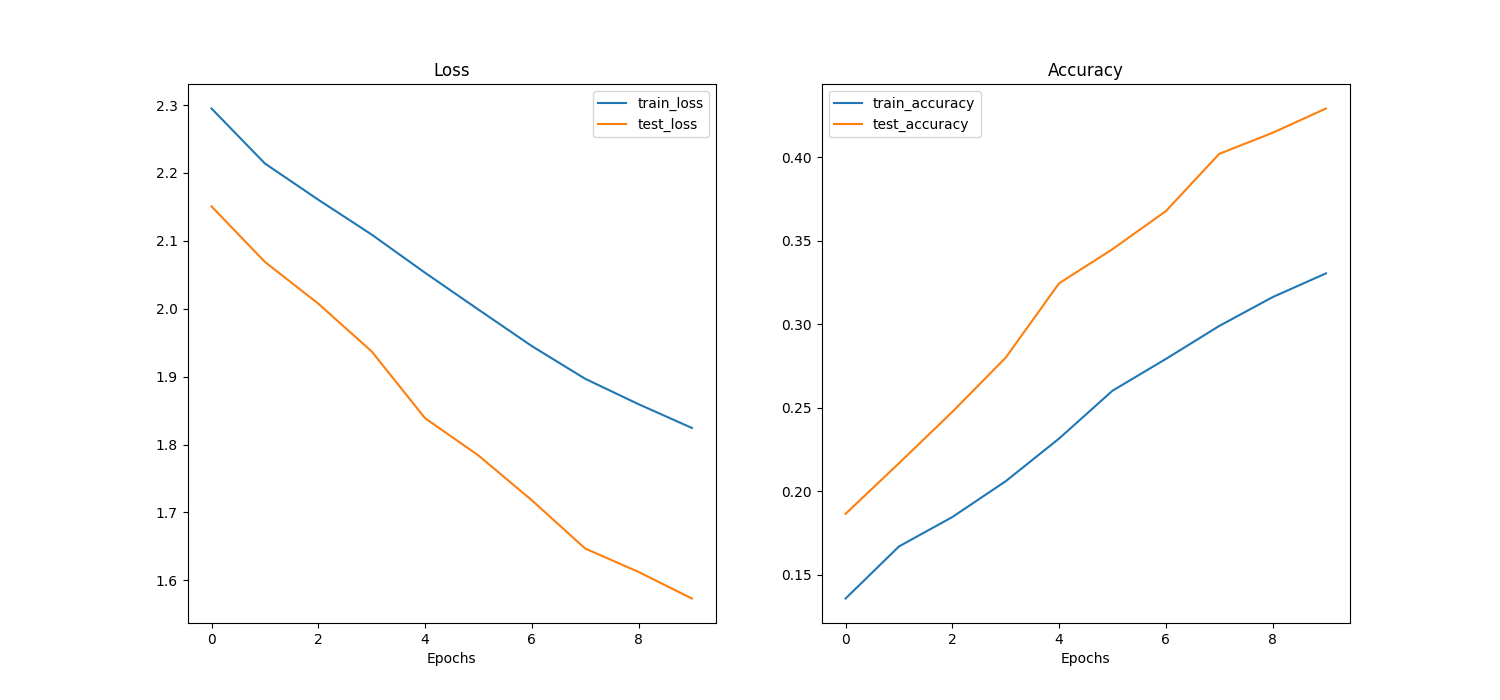 Loss
train_loss
test_loss
2.3
2.2
2.1
2.0
1.9
1.8
1.7
1.6
0 2 4 6 8
Epochs
Accuracy
train_accuracy
test_accuracy
0.40
0.35
0.30
0.25
0.20
0.15
0 2 4 6 8
Epochs